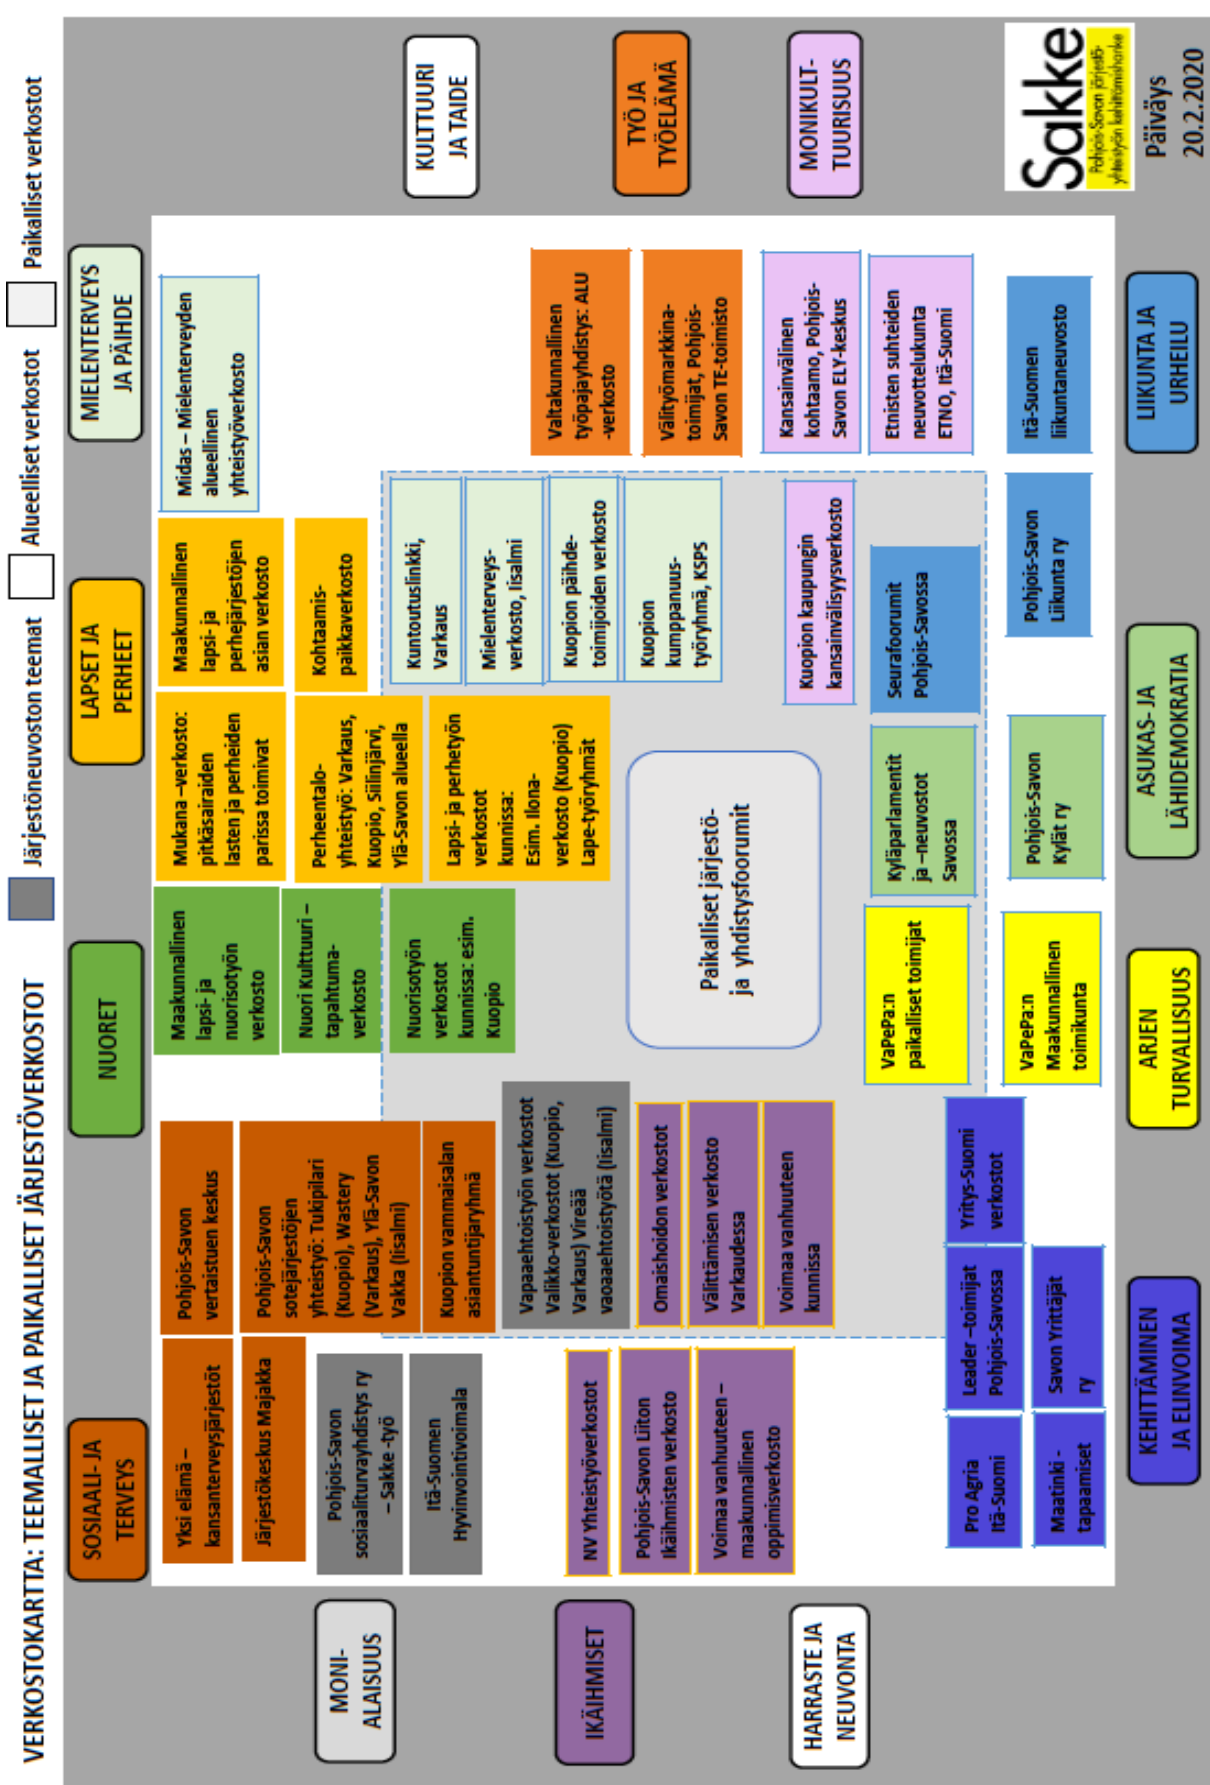 VERKOSTOKARTTA: TEEMALLISET JA PAIKALLISET JÄRJESTÖVERKOSTOT
Järjestöneuvoston teemat
Alueelliset verkostot
Paikalliset verkostot
SOSIAALI- JA
TERVEYS
NUORET
LAPSET JA
PERHEET
MIELENTERVEYS
JA PÄIHDE
MONI-
ALAISUUS
IKÄIHMISET
HARRASTE JA
NEUVONTA
KULTTUURI
JA TAIDE
TYÖ JA
TYÖELÄMÄ
MONIKULT-
TUURISUUS
Yksi elämä –
kansanterveysjärjestöt
Pohjois-Savon
vertaistuen keskus
Järjestökeskus Majakka
Pohjois-Savon
sotejärjestöjen
yhteistyö: Tukipilari
(Kuopio), Wastery
(Varkaus), Ylä-Savon
Vakka (Iisalmi)
Kuopion vammaisalan
asiantuntijaryhmä
Pohjois-Savon
sosiaaliturvayhdistys ry
– Sakke -työ
Itä-Suomen
Hyvinvointivoimala
Vapaaehtoistyön verkostot
Valikko-verkostot (Kuopio,
Varkaus) Vireää
vaoaaehtoistyötä (Iisalmi)
NV Yhteistyöverkostot
Pohjois-Savon Liiton
Ikäihmisten verkosto
Voimaa vanhuuteen –
maakunnallinen
oppimisverkosto
Omaishoidon verkostot
Välittämisen verkosto
Varkaudessa
Voimaa vanhuuteen
kunnissa
Maakunnallinen
lapsi- ja
nuorisotyön
verkosto
Nuori Kulttuuri –
tapahtuma-
verkosto
Nuorisotyön
verkostot
kunnissa: esim.
Kuopio
Mukana –verkosto:
pitkäsairaiden
lasten ja perheiden
parissa toimivat
Maakunnallinen
lapsi- ja
perhejärjestöjen
asian verkosto
Perheentalo-
yhteistyö: Varkaus,
Kuopio, Siilinjärvi,
Ylä-Savon alueella
Kohtaamis-
paikkaverkosto
Lapsi- ja perhetyön
verkostot
kunnissa:
Esim. Ilona-
verkosto (Kuopio)
Lape-työryhmät
Midas – Mielenterveyden
alueellinen
yhteistyöverkosto
Kuntoutuslinkki,
Varkaus
Mielenterveys-
verkosto, Iisalmi
Kuopion päihde-
toimijoiden verkosto
Kuopion
kumppanuus-
työryhmä, KSPS
Valtakunnallinen
työpajayhdistys: ALU
-verkosto
Välityömarkkina-
toimijat, Pohjois-
Savon TE-toimisto
Kansainvälinen
kohtaamo, Pohjois-
Savon ELY-keskus
Etnisten suhteiden
neuvottelukunta
ETNO, Itä-Suomi
Kuopion kaupungin
kansainvälisyysverkosto
Paikalliset järjestö-
ja yhdistysfoorumit
Seurafoorumit
Pohjois-Savossa
Itä-Suomen
liikuntaneuvosto
Pohjois-Savon
Liikunta ry
Kyläparlamentit
ja –neuvostot
Savossa
Pohjois-Savon
Kylät ry
VaPePa:n
paikalliset toimijat
VaPePa:n
Maakunnallinen
toimikunta
Pro Agria
Itä-Suomi
Leader –toimijat
Pohjois-Savossa
Yritys-Suomi
verkostot
Maatinki -
tapaamiset
Savon Yrittäjät
ry
KEHITTÄMINEN
JA ELINVOIMA
ARJEN
TURVALLISUUS
ASUKAS- JA
LÄHIDEMOKRATIA
LIIKUNTA JA
URHEILU
Sakke
Pohjois-Savon järjestö-
yhteistyön kehittämishanke
Päiväys
20.2.2020